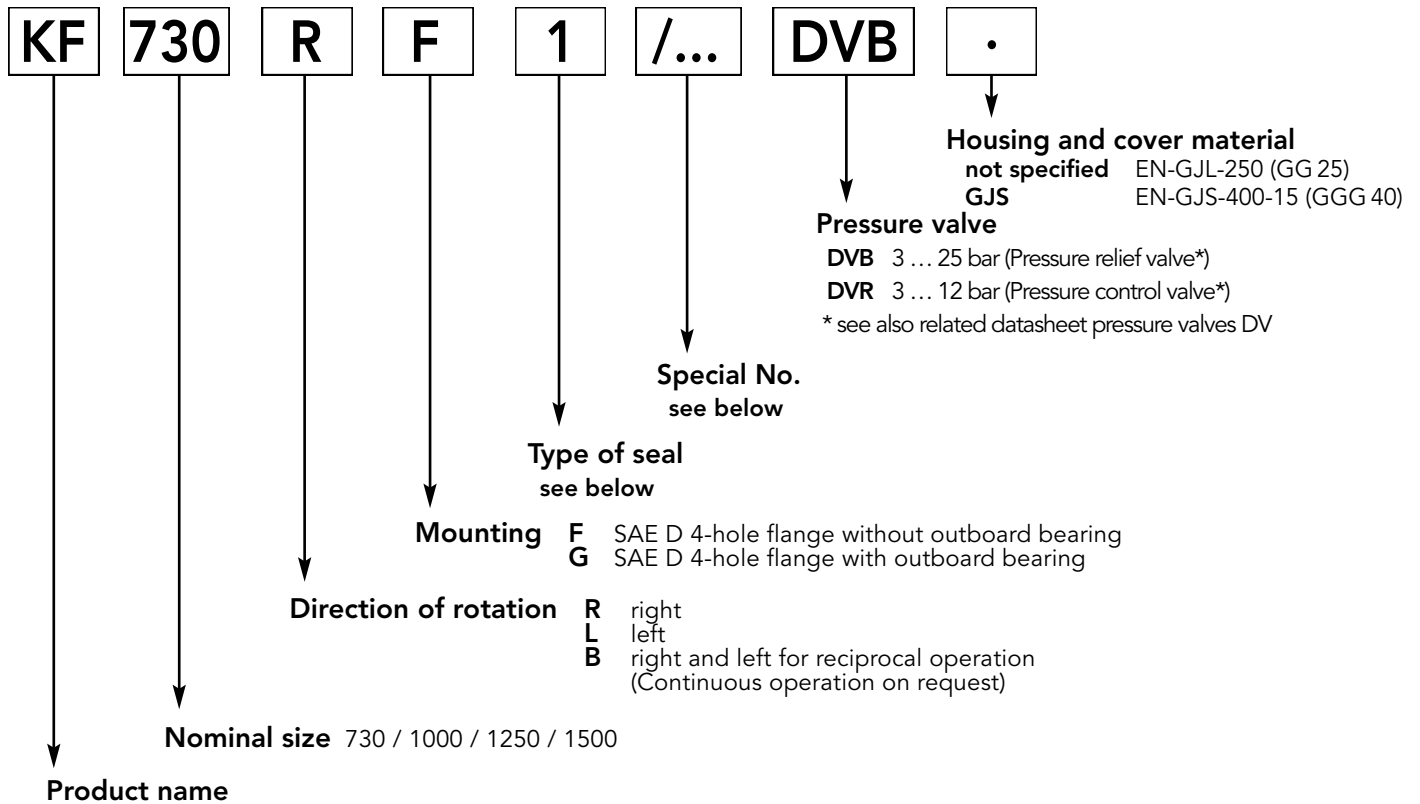 KF 730 R F 1 /... DVB ·
Housing and cover material
not specified EN-GJL-250 (GG 25)
GJS EN-GJS-400-15 (GGG 40)
Pressure valve
DVB 3 … 25 bar (Pressure relief valve*)
DVR 3 … 12 bar (Pressure control valve*)
* see also related datasheet pressure valves DV
Special No.
see below
Type of seal
see below
Mounting F SAE D 4-hole flange without outboard bearing
G SAE D 4-hole flange with outboard bearing
Direction of rotation R right
L left
B right and left for reciprocal operation
(Continuous operation on request)
Nominal size 730 / 1000 / 1250 / 1500
Product name